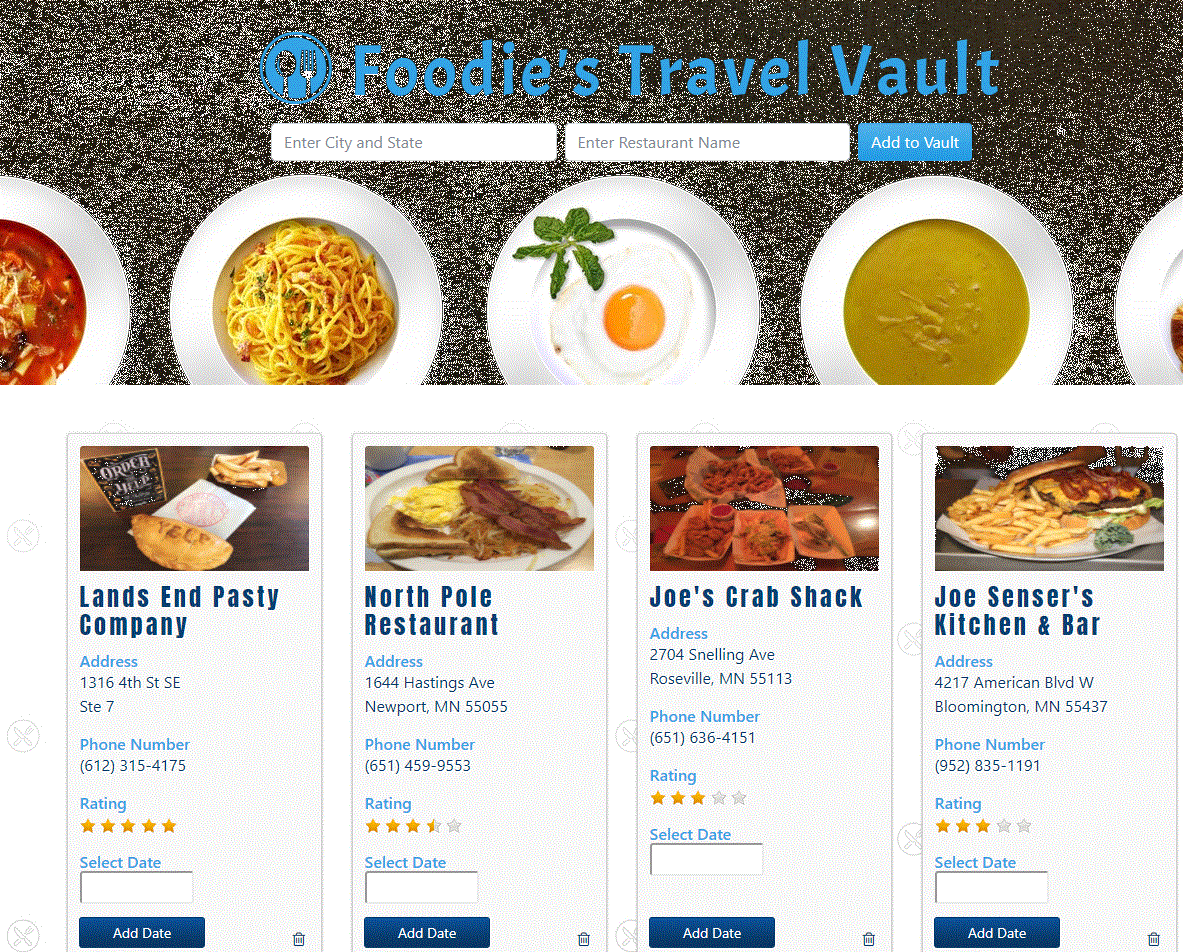 Foodie's Travel Vault
Enter City and State
Enter Restaurant Name
Add to Vault
ORDER
HELP
Lands End Pasty
Company
Address
1316 4th St SE
Ste 7
Phone Number
(612) 315-4175
Rating
Select Date
Add Date
North Pole
Restaurant
Address
1644 Hastings Ave
Newport, MN 55055
Phone Number
(651) 459-9553
Rating
Select Date
Add Date
Joe's Crab Shack
Address
2704 Snelling Ave
Roseville, MN 55113
Phone Number
(651) 636-4151
Rating
Select Date
Add Date
Joe Senser's
Kitchen & Bar
Address
4217 American Blvd W
Bloomington, MN 55437
Phone Number
(952) 835-1191
Rating
Select Date
Add Date